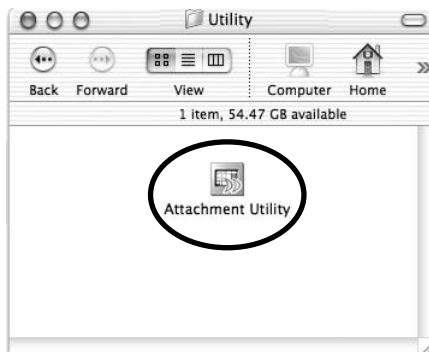 Utility
Back Forward View Computer Home
1 item, 54.47 GB available
Attachment Utility